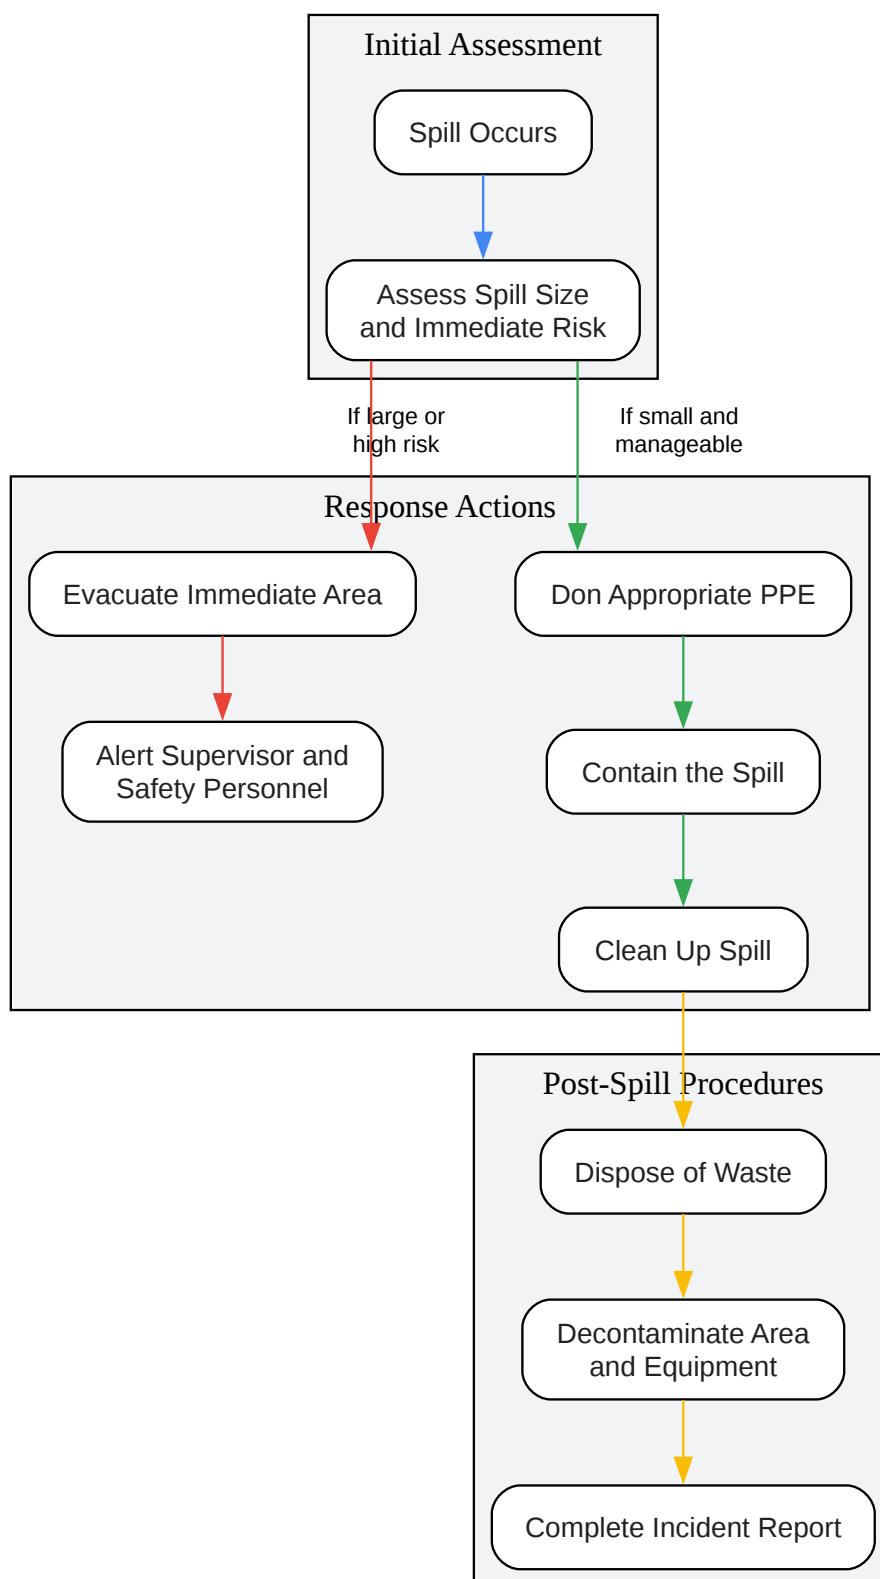 Initial Assessment
Spill Occurs
Assess Spill Size
and Immediate Risk
If large or
high risk
If small and
manageable
Response Actions
Evacuate Immediate Area
Don Appropriate PPE
Alert Supervisor and
Safety Personnel
Contain the Spill
Clean Up Spill
Post-Spill Procedures
Dispose of Waste
Decontaminate Area
and Equipment
Complete Incident Report